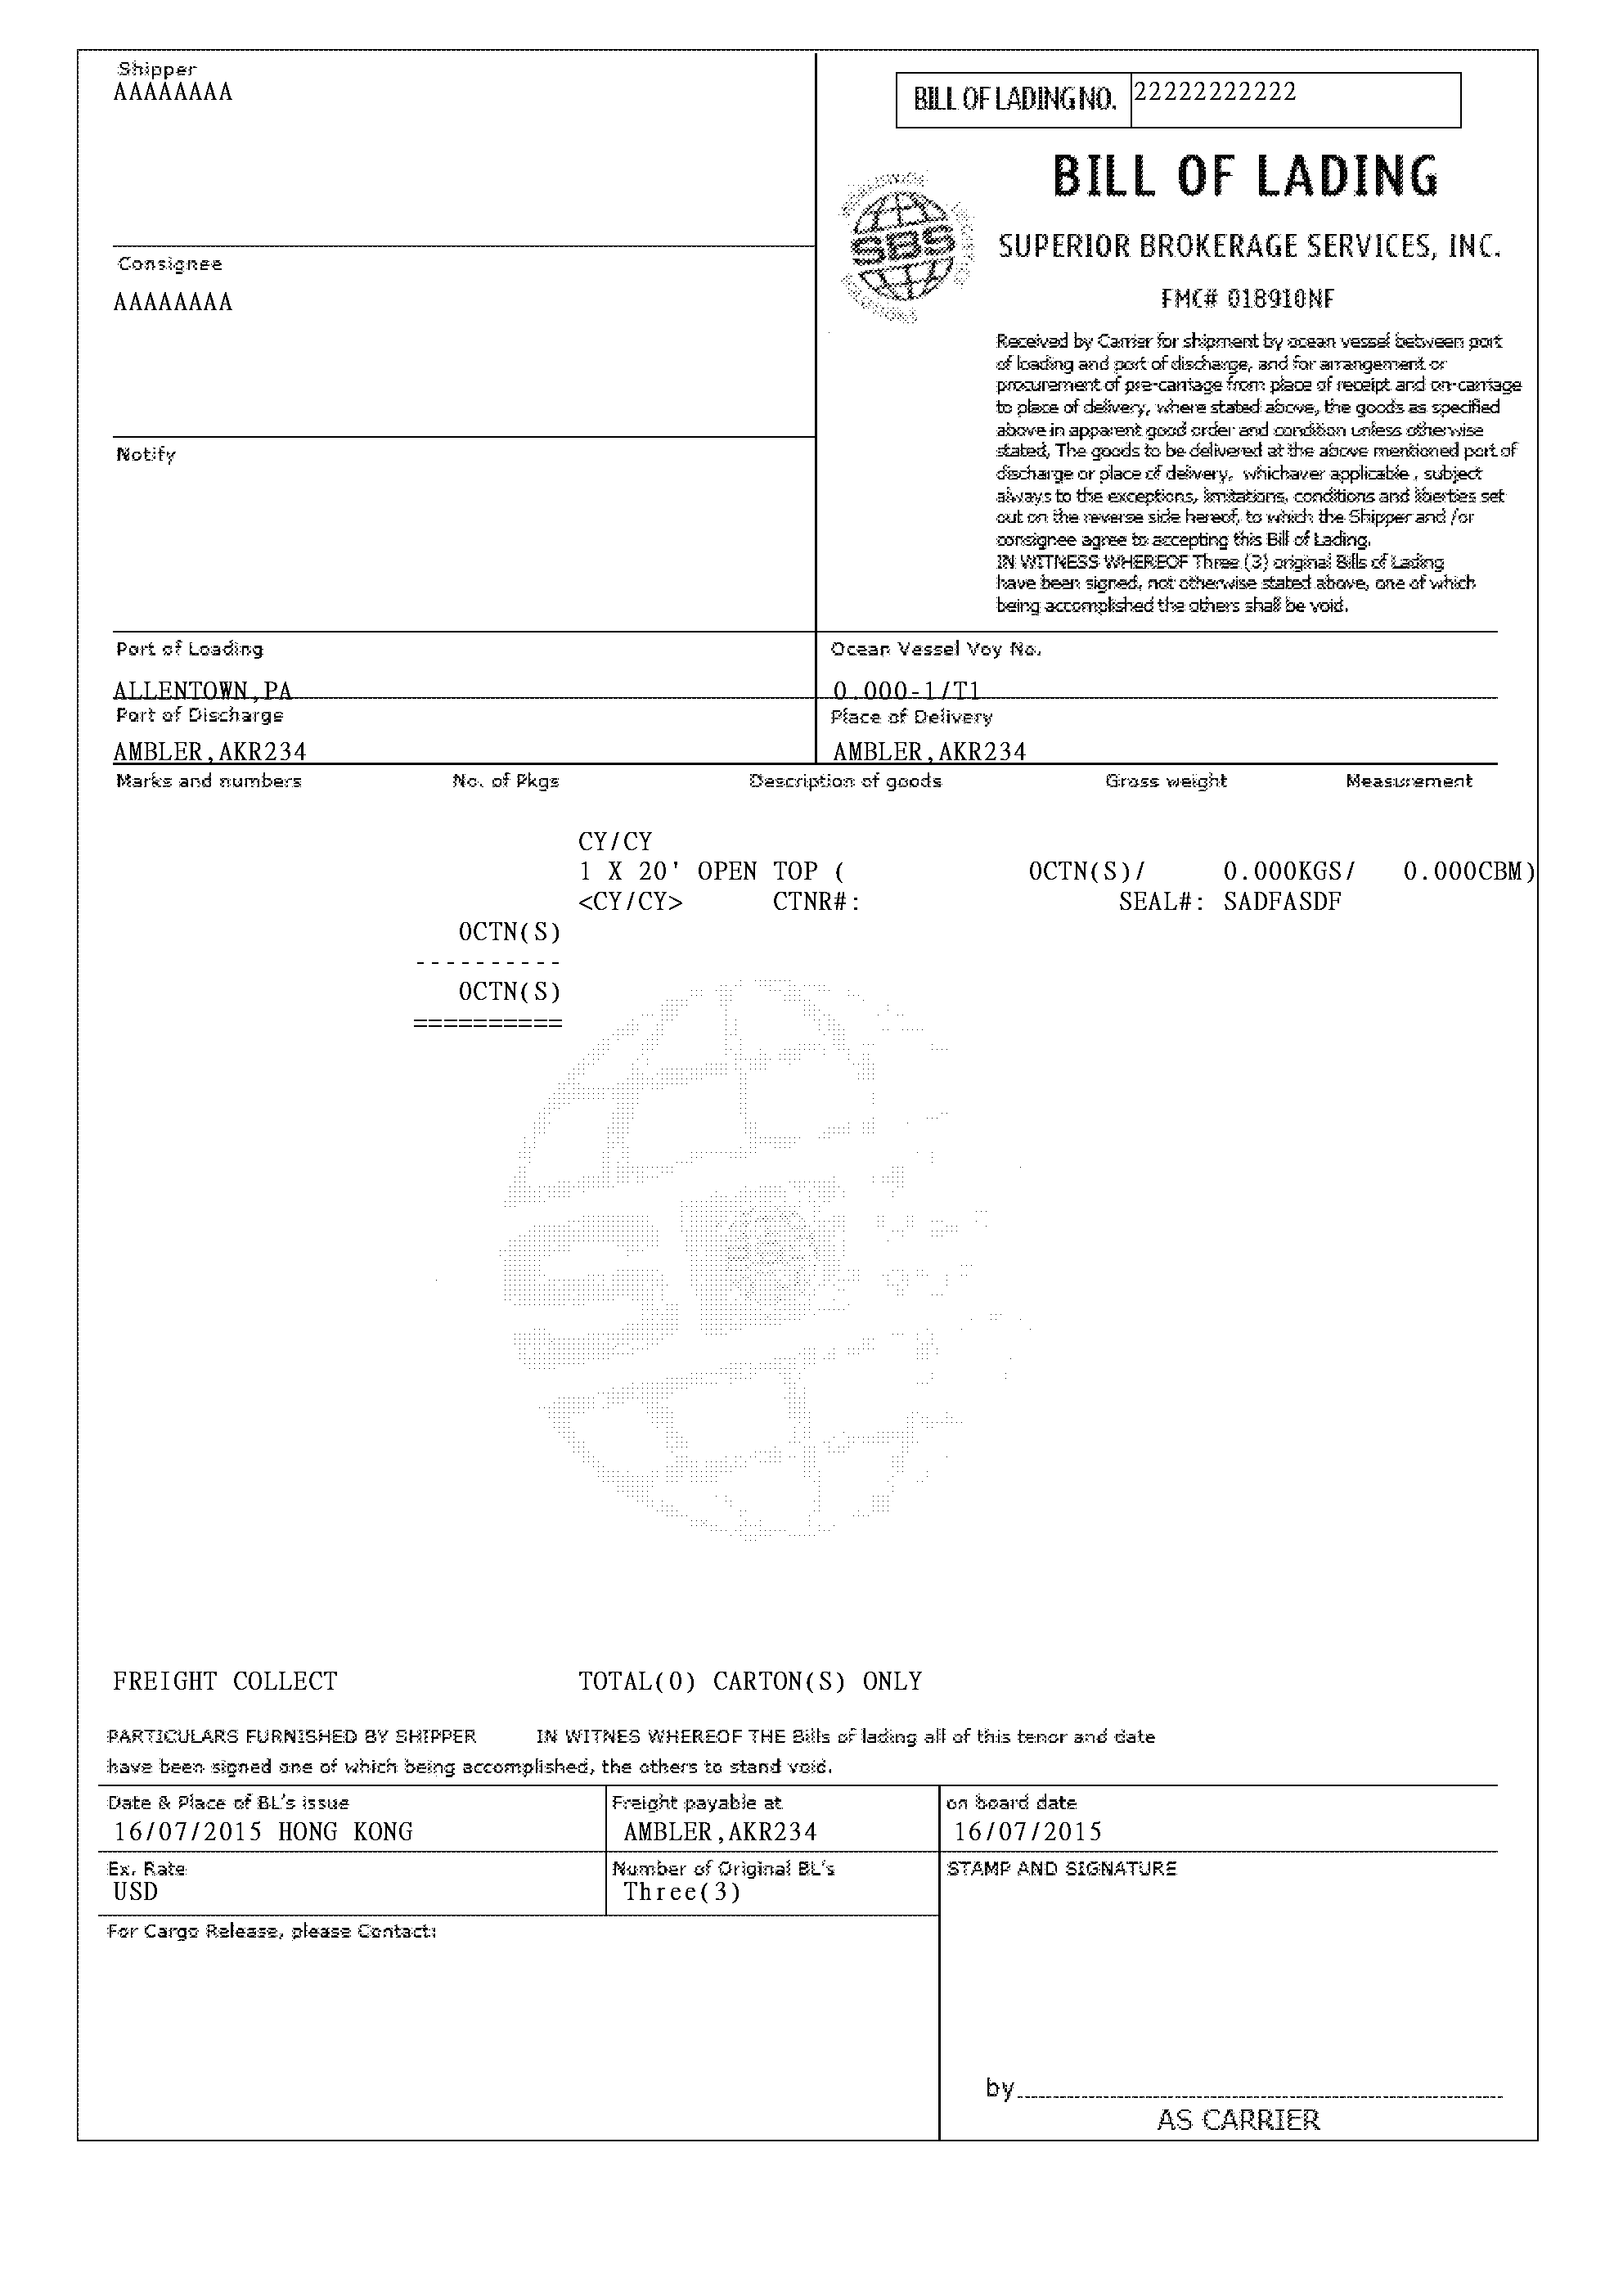 Shipper
AAAAAAAA
BILL OF LADING NO. 22222222222
BILL OF LADING
SBS
SUPERIOR BROKERAGE SERVICES, INC.
FMC# 018910NF
Consignee
AAAAAAAA
Received by Carrier for shipment by ocean vessel between port
of loading and port of discharge, and for arrangement or
procurement of pre-carriage from place of receipt and on-carriage
to place of delivery, where stated above, the goods as specified
above in apparent good order and condition unless otherwise
stated, The goods to be delivered at the above mentioned port of
discharge or place of delivery, whichaver applicable , subject
always to the exceptions, limitations, conditions and liberties set
out on the reverse side hereof, to which the Shipper and /or
consignee agree to accepting this Bill of Lading.
IN WITNESS WHEREOF Three (3) original Bills of Lading
have been signed, not otherwise stated above, one of which
being accomplished the others shall be void.
Notify
Port of Loading Ocean Vessel Voy No.
ALLENTOWN,PA 0.000-1/T1
Port of Discharge Place of Delivery
AMBLER,AKR234 AMBLER,AKR234
Marks and numbers No. of Pkgs Description of goods Gross weight Measurement
CY/CY
1 X 20' OPEN TOP ( 0CTN(S)/ 0.000KGS/ 0.000CBM)
<CY/CY> CTNR#: SEAL#: SADFASDF
0CTN(S)
----------
0CTN(S)
==========
FREIGHT COLLECT TOTAL(0) CARTON(S) ONLY
PARTICULARS FURNISHED BY SHIPPER IN WITNES WHEREOF THE Bills of lading all of this tenor and date
have been signed one of which being accomplished, the others to stand void.
Date & Place of BL's issue Freight payable at on board date
16/07/2015 HONG KONG AMBLER,AKR234 16/07/2015
Ex. Rate Number of Original BL's STAMP AND SIGNATURE
USD Three(3)
For Cargo Release, please Contact:
by
AS CARRIER